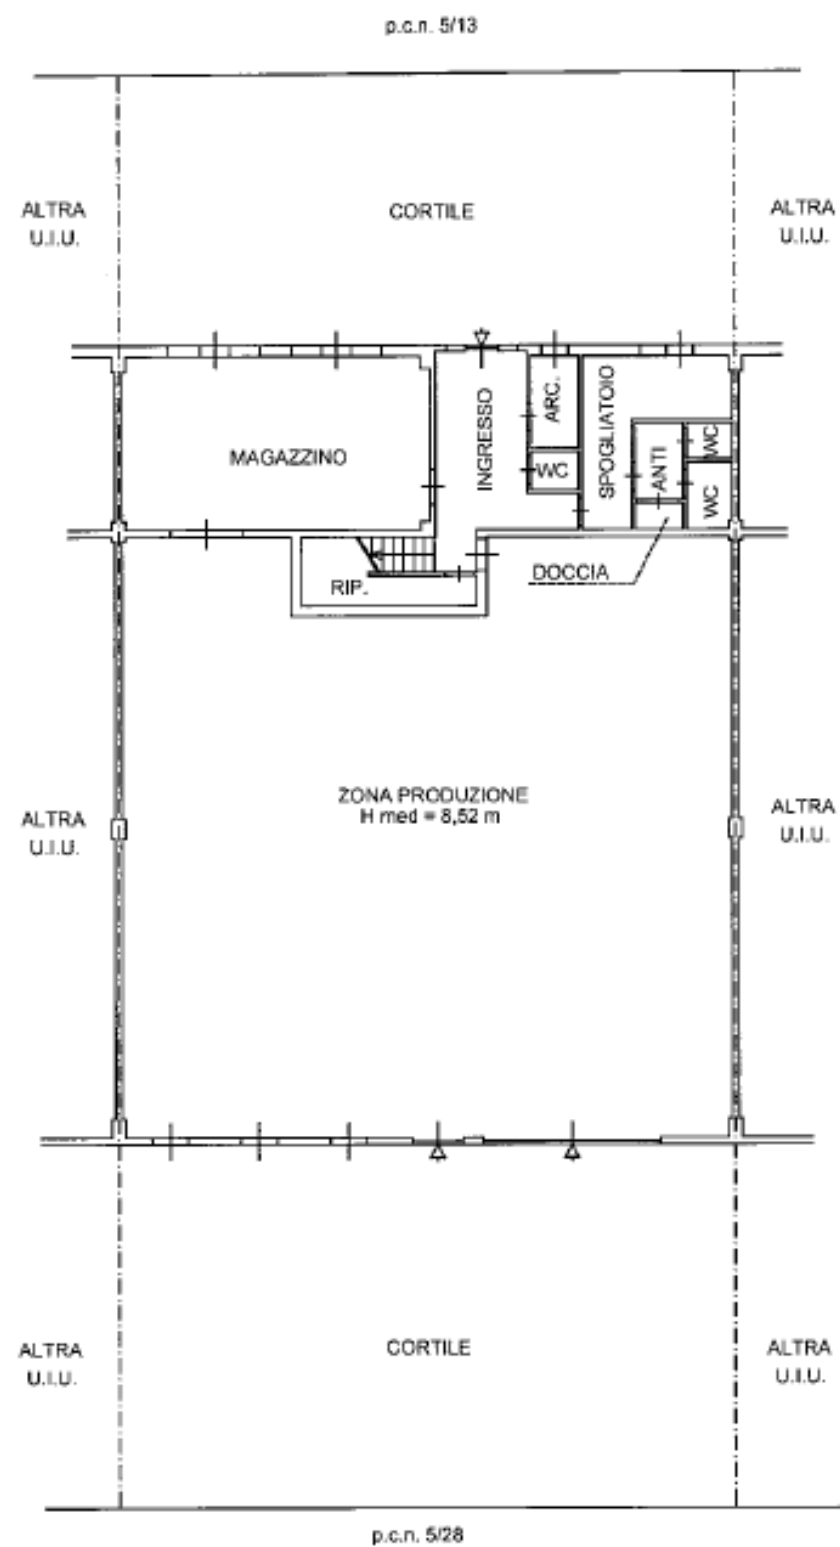 p.c.n. 5/13
ALTRA
U.I.U.
CORTILE
ALTRA
U.I.U.
MAGAZZINO
INGRESSO
ARC.
WC
SPOGLIATOIO
ANTI
WC
WC
RIP.
DOCCIA
ZONA PRODUZIONE
H med = 8,52 m
ALTRA
U.I.U.
ALTRA
U.I.U.
ALTRA
U.I.U.
CORTILE
ALTRA
U.I.U.
p.c.n. 5/28